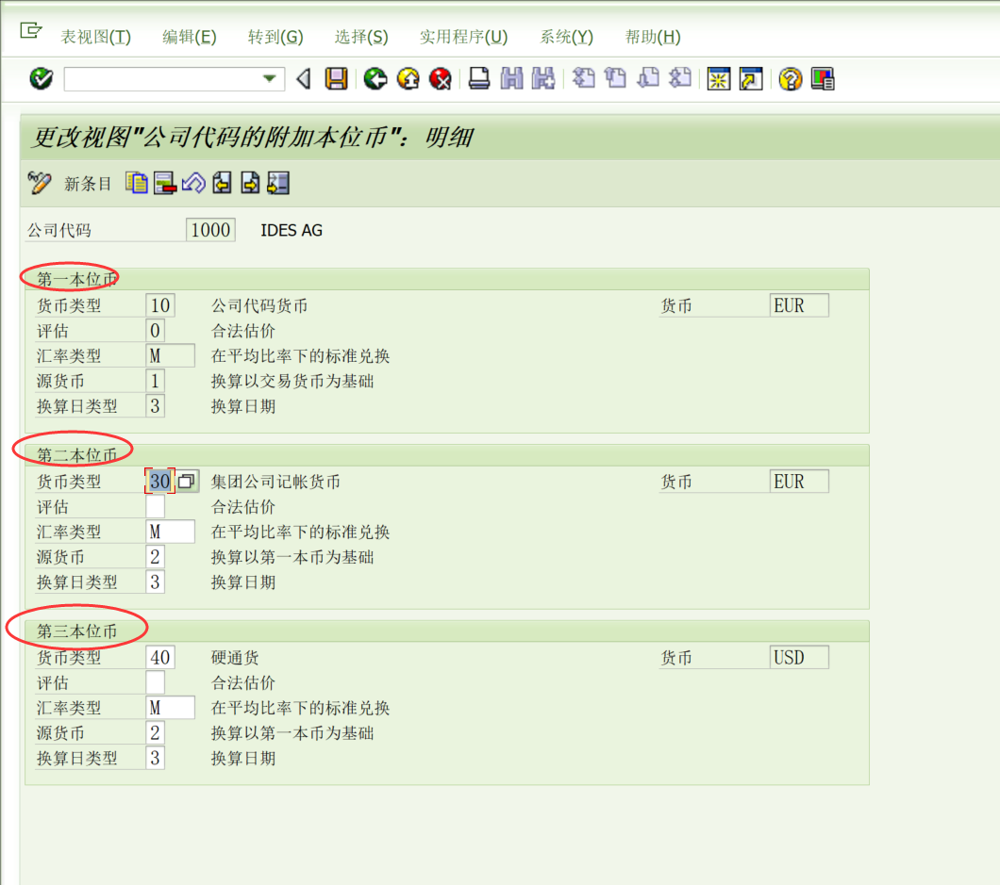 表视图(T) 编辑(E) 转到(G) 选择(S) 实用程序(U) 系统(Y) 帮助(H)
更改视图"公司代码的附加本位币": 明细
新条目
公司代码 1000 IDES AG
第一本位币
货币类型 10 公司代码货币 货币 EUR
评估 0 合法估价
汇率类型 M 在平均比率下的标准兑换
源货币 1 换算以交易货币为基础
换算日类型 3 换算日期
第二本位币
货币类型 30 集团公司记帐货币 货币 EUR
评估 合法估价
汇率类型 M 在平均比率下的标准兑换
源货币 2 换算以第一本币为基础
换算日类型 3 换算日期
第三本位币
货币类型 40 硬通货 货币 USD
评估 合法估价
汇率类型 M 在平均比率下的标准兑换
源货币 2 换算以第一本币为基础
换算日类型 3 换算日期